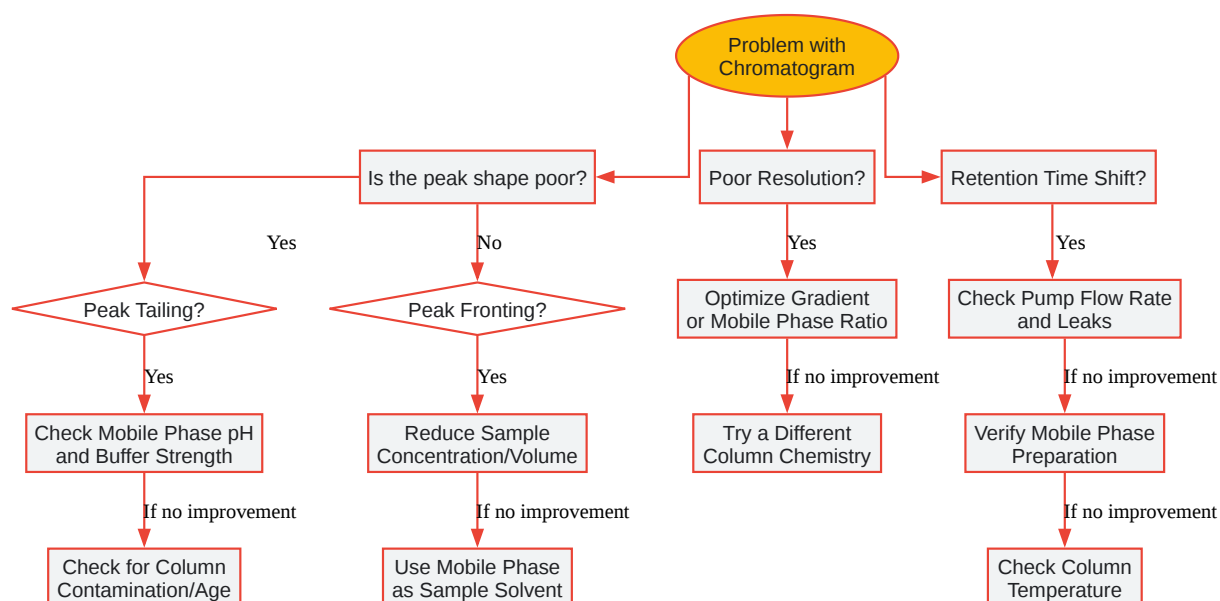 Problem with
Chromatogram
Is the peak shape poor?
Poor Resolution?
Retention Time Shift?
Yes
No
Yes
Yes
Peak Tailing?
Peak Fronting?
Optimize Gradient
or Mobile Phase Ratio
Check Pump Flow Rate
and Leaks
Yes
Yes
If no improvement
If no improvement
Check Mobile Phase pH
and Buffer Strength
Reduce Sample
Concentration/Volume
Try a Different
Column Chemistry
Verify Mobile Phase
Preparation
If no improvement
If no improvement
If no improvement
Check for Column
Contamination/Age
Use Mobile Phase
as Sample Solvent
Check Column
Temperature